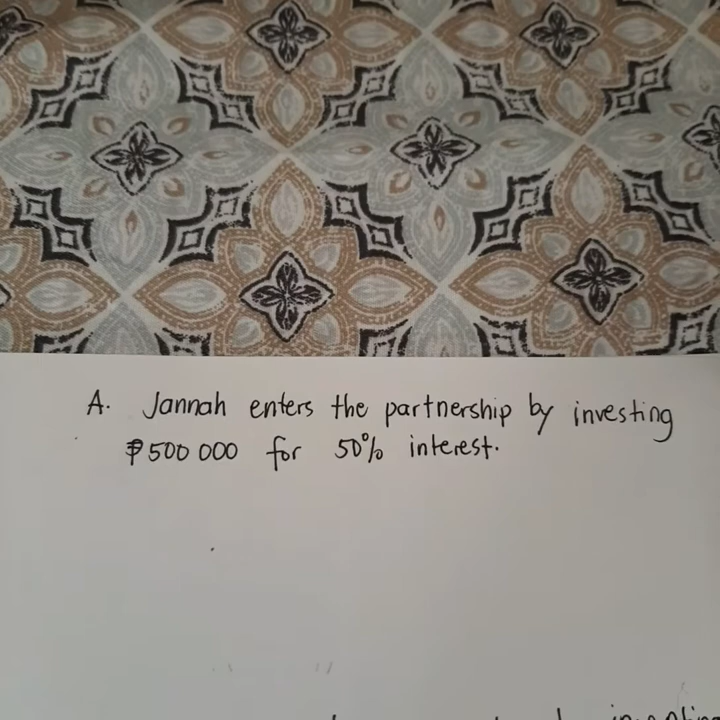 A. Jannah enters the partnership by investing
₱500 000 for 50% interest.